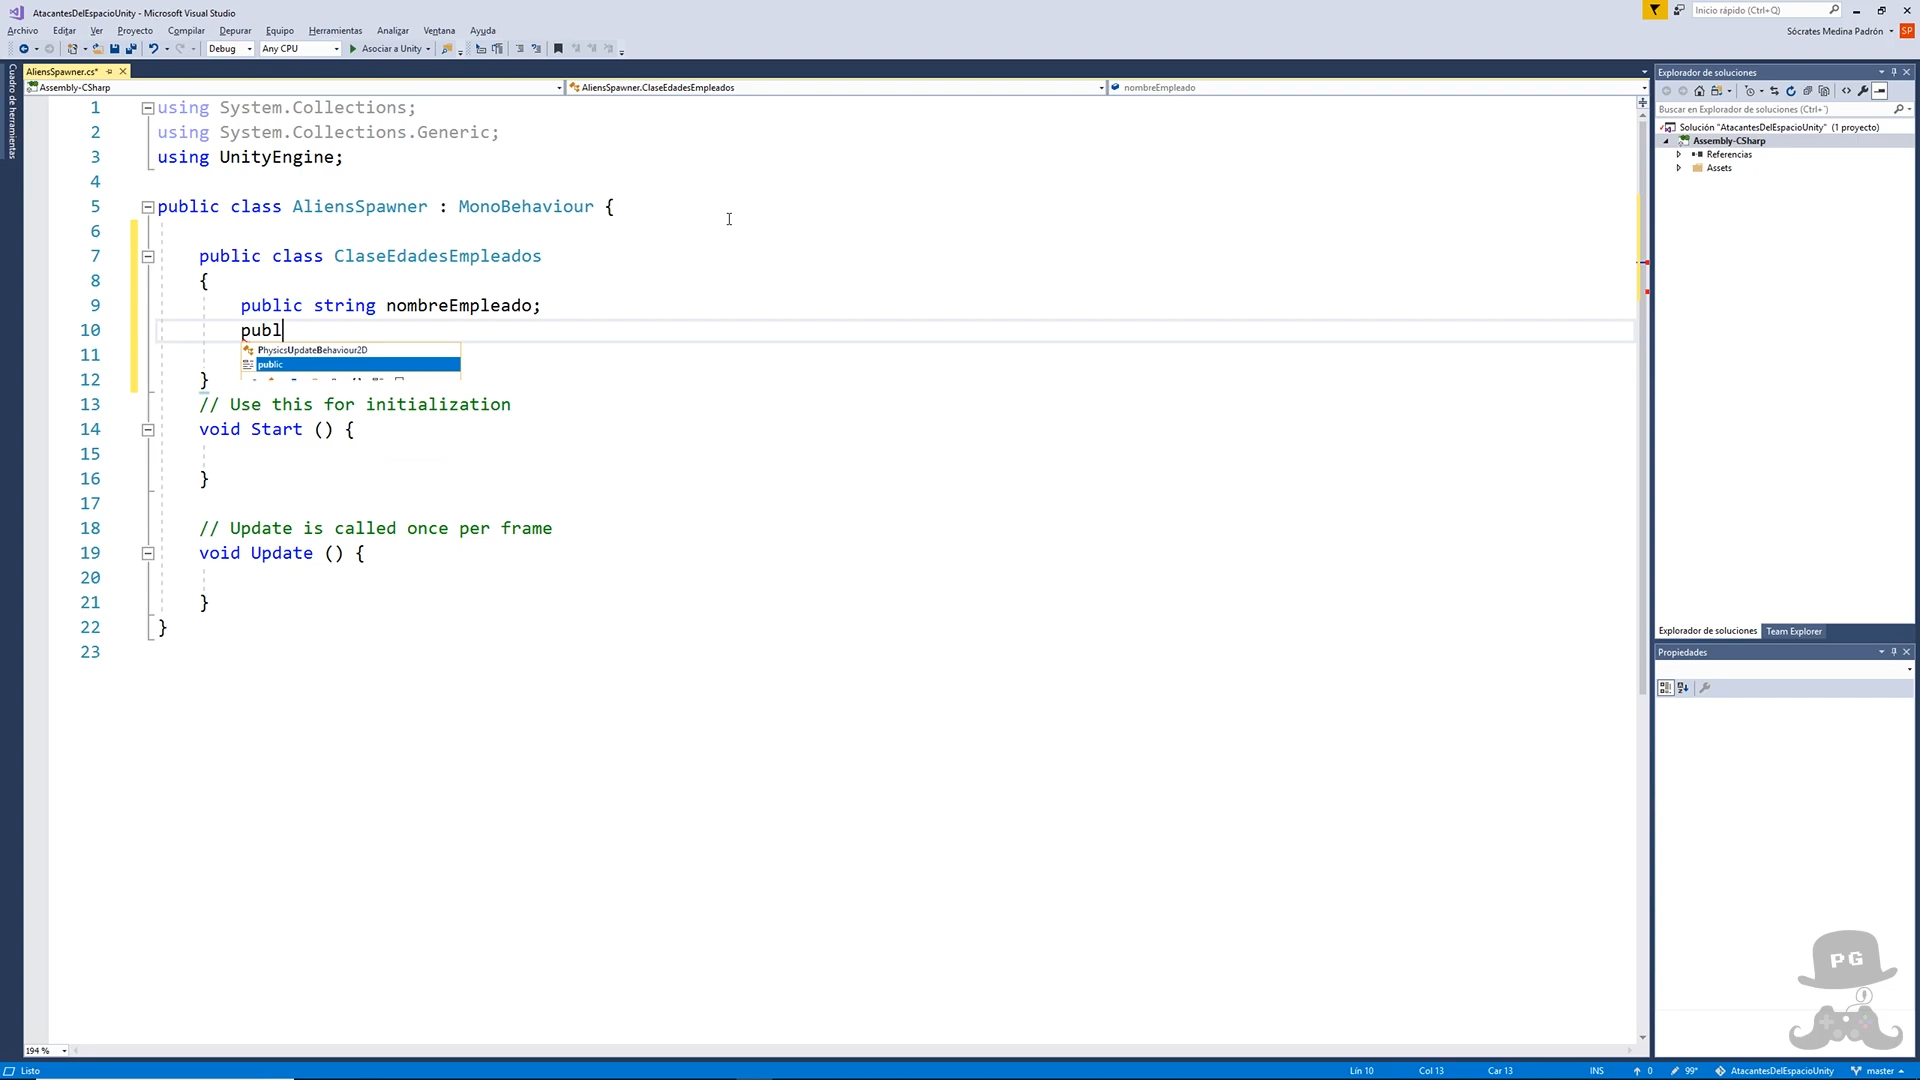 AtacantesDelEspacioUnity - Microsoft Visual Studio
Inicio rápido (Ctrl+Q)
Archivo Editar Ver Proyecto Compilar Depurar Equipo Herramientas Analizar Ventana Ayuda
Sócrates Medina Padrón
SP
Debug Any CPU Asociar a Unity
Cuadro de herramientas
AliensSpawner.cs*
Assembly-CSharp
AliensSpawner.ClaseEdadesEmpleados
nombreEmpleado
1 using System.Collections;
2 using System.Collections.Generic;
3 using UnityEngine;
4
5 public class AliensSpawner : MonoBehaviour {
6
7 public class ClaseEdadesEmpleados
8 {
9 public string nombreEmpleado;
10 publ
PhysicsUpdateBehaviour2D
11
public
12 }
13 // Use this for initialization
14 void Start () {
15
16 }
17
18 // Update is called once per frame
19 void Update () {
20
21 }
22 }
23
Explorador de soluciones
Buscar en Explorador de soluciones (Ctrl+¨)
Solución "AtacantesDelEspacioUnity" (1 proyecto)
Assembly-CSharp
Referencias
Assets
Explorador de soluciones Team Explorer
Propiedades
PG
194 %
Listo
Lín 10 Col 13 Car 13 INS 0 99* AtacantesDelEspacioUnity master